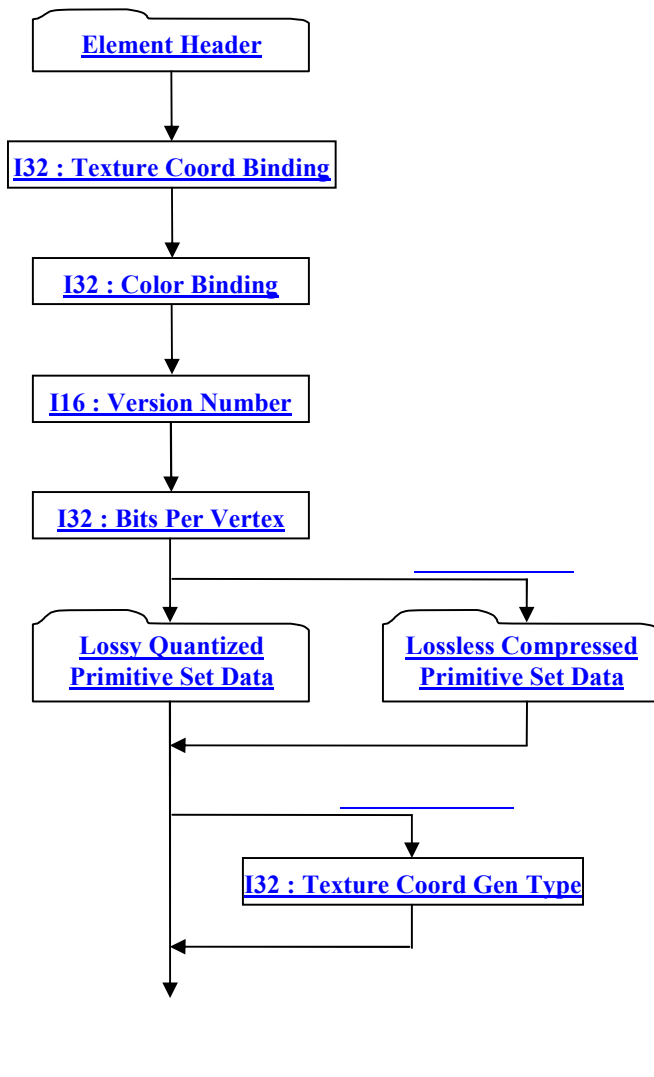 Element Header
I32 : Texture Coord Binding
I32 : Color Binding
I16 : Version Number
I32 : Bits Per Vertex
Lossy Quantized
Primitive Set Data
Lossless Compressed
Primitive Set Data
I32 : Texture Coord Gen Type